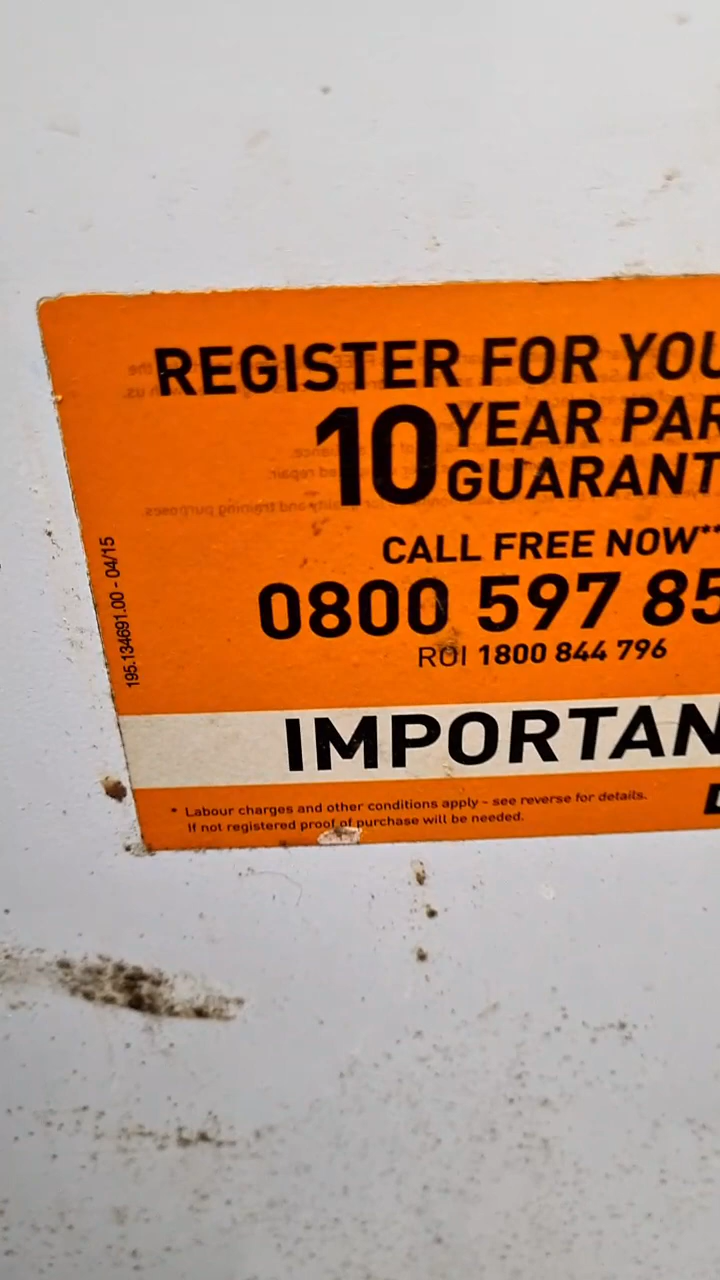 REGISTER FOR YOU
10 YEAR PAR
GUARANT
CALL FREE NOW**
0800 597 85
ROI 1800 844 796
IMPORTAN
* Labour charges and other conditions apply - see reverse for details.
If not registered proof of purchase will be needed.
195.134691.00 - 04/15